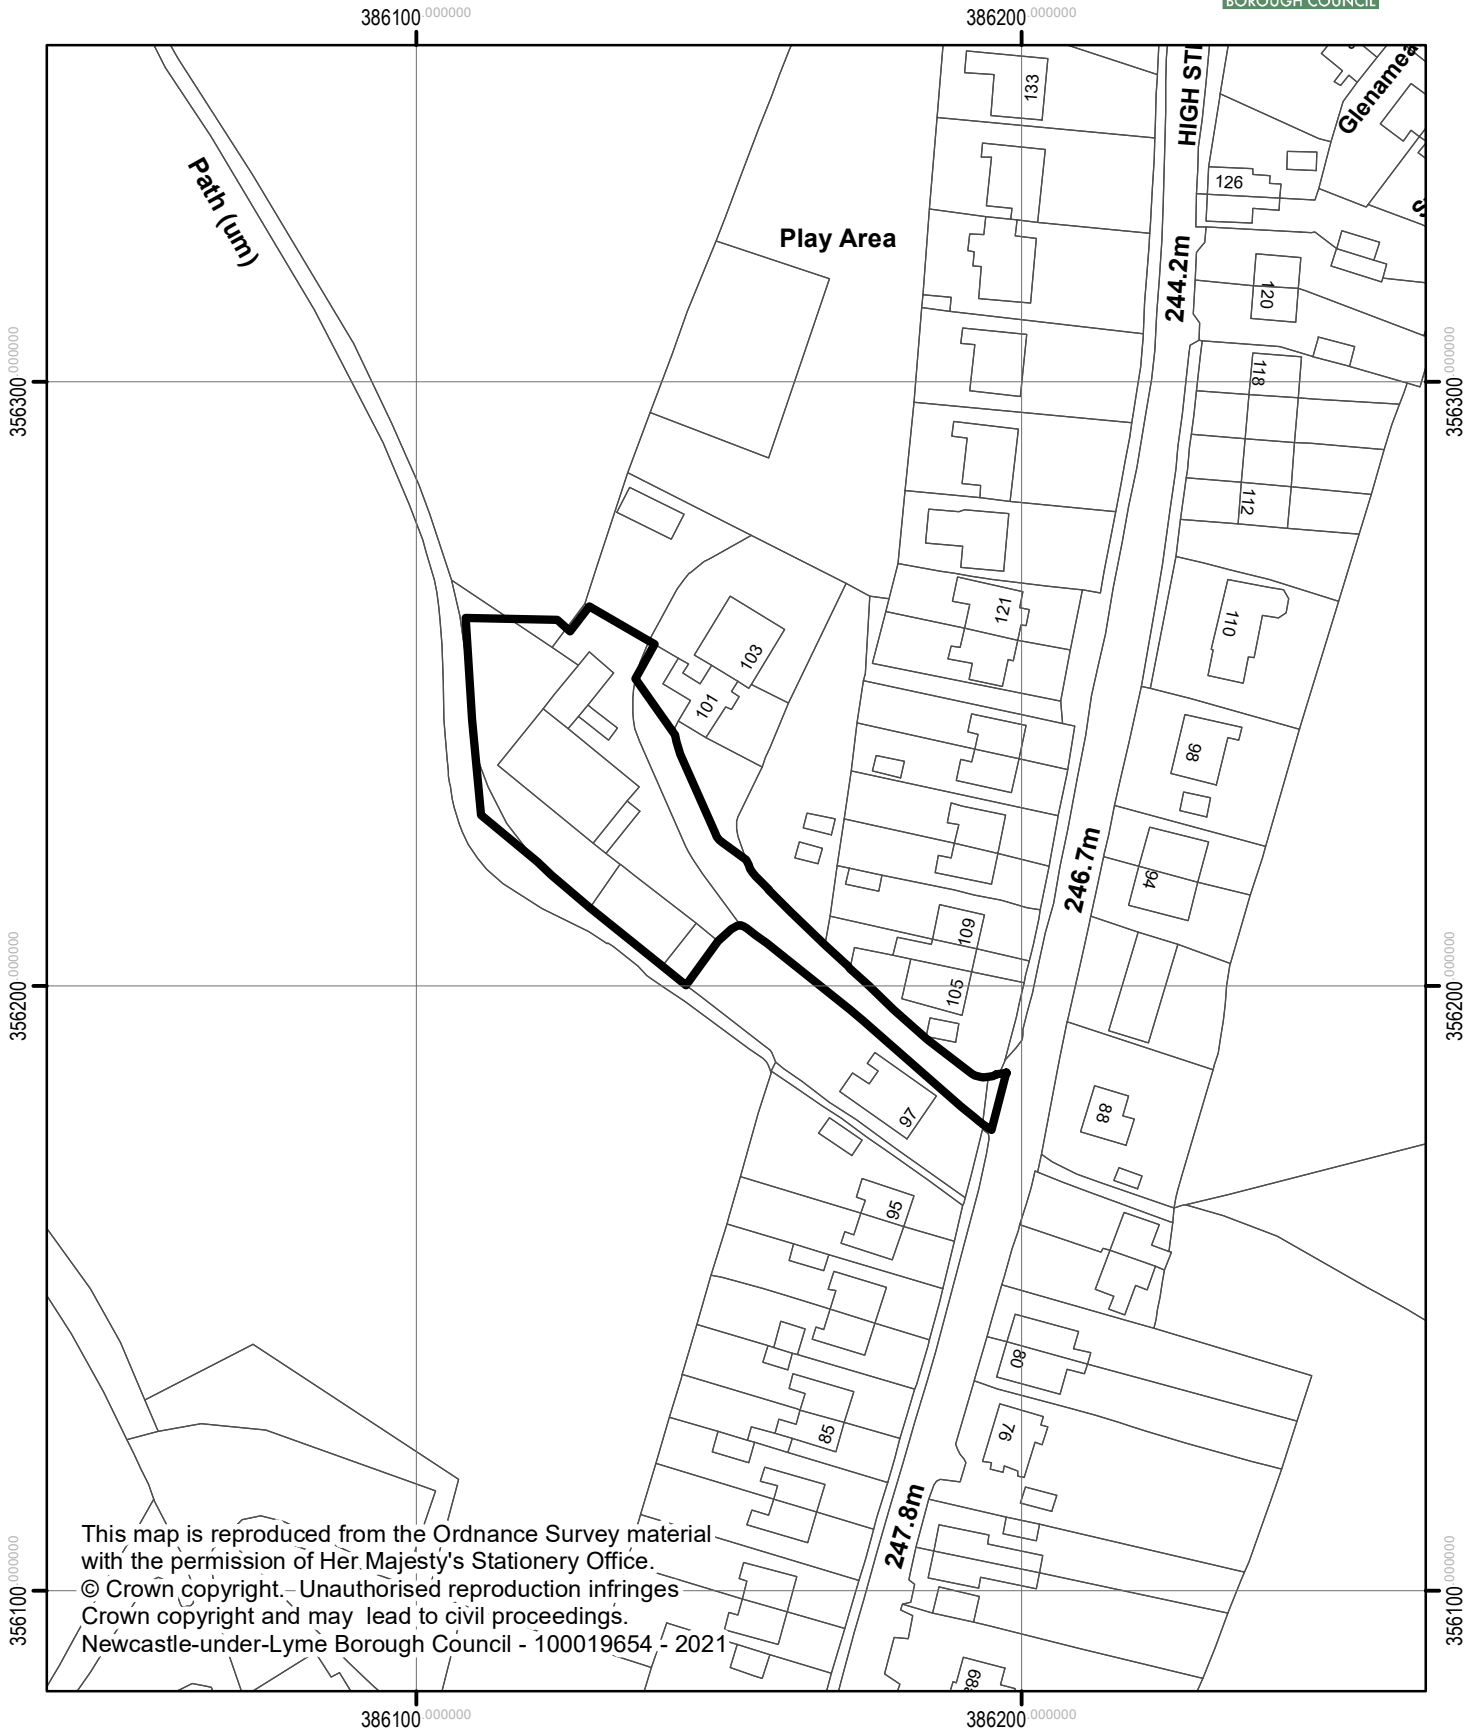 BOROUGH COUNCIL
386100.000000
386200.000000
133
HIGH ST
Glenamea
Path (um)
126
Play Area
244.2m
120
356300.000000
356300.000000
118
112
121
110
103
101
98
246.7m
94
109
356200.000000
356200.000000
105
97
88
95
80
85
76
247.8m
This map is reproduced from the Ordnance Survey material
with the permission of Her Majesty's Stationery Office.
© Crown copyright. Unauthorised reproduction infringes
Crown copyright and may lead to civil proceedings.
Newcastle-under-Lyme Borough Council - 100019654 - 2021
356100.000000
356100.000000
386100.000000
386200.000000